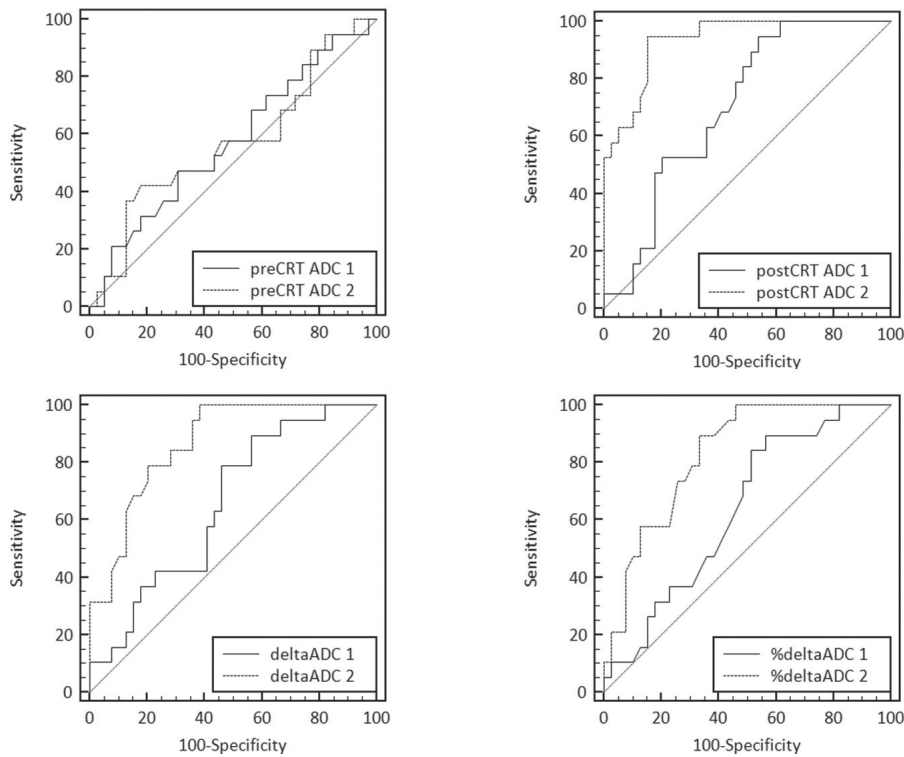 100
80
60
40
20
0
Sensitivity
preCRT ADC 1
preCRT ADC 2
0 20 40 60 80 100
100-Specificity
100
80
60
40
20
0
Sensitivity
postCRT ADC 1
postCRT ADC 2
0 20 40 60 80 100
100-Specificity
100
80
60
40
20
0
Sensitivity
deltaADC 1
deltaADC 2
0 20 40 60 80 100
100-Specificity
100
80
60
40
20
0
Sensitivity
%deltaADC 1
%deltaADC 2
0 20 40 60 80 100
100-Specificity